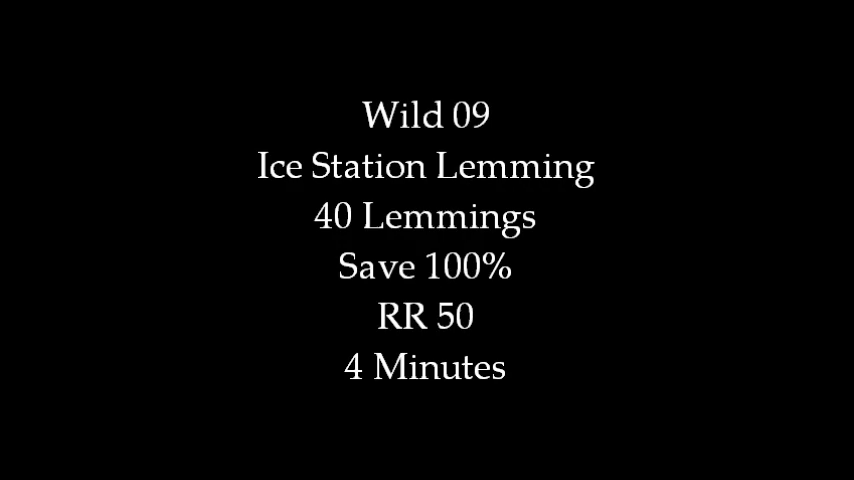 Wild 09
Ice Station Lemming
40 Lemmings
Save 100%
RR 50
4 Minutes